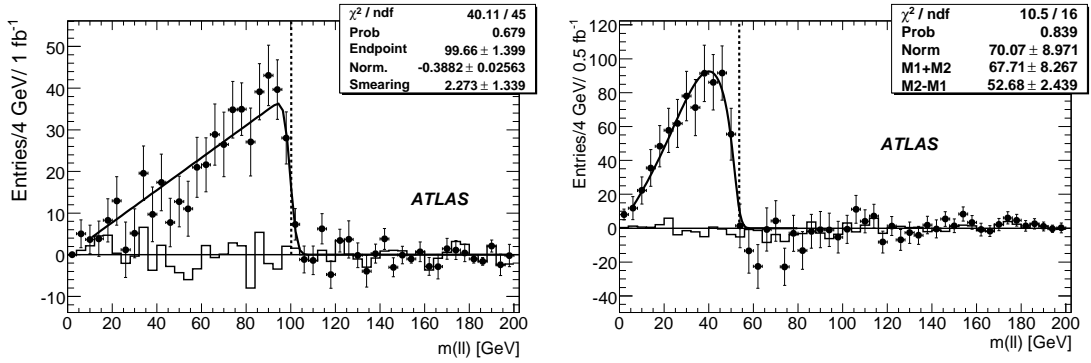 χ² / ndf 40.11 / 45
Prob 0.679
Endpoint 99.66 ± 1.399
Norm. -0.3882 ± 0.02563
Smearing 2.273 ± 1.339
Entries/4 GeV/ 1 fb⁻¹
50
40
30
20
10
0
-10
ATLAS
0 20 40 60 80 100 120 140 160 180 200
m(ll) [GeV]
χ² / ndf 10.5 / 16
Prob 0.839
Norm 70.07 ± 8.971
M1+M2 67.71 ± 8.267
M2-M1 52.68 ± 2.439
Entries/4 GeV/ 0.5 fb⁻¹
120
100
80
60
40
20
0
-20
-40
ATLAS
0 20 40 60 80 100 120 140 160 180 200
m(ll) [GeV]